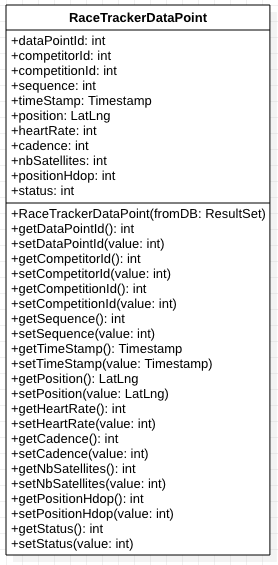 RaceTrackerDataPoint
+dataPointId: int
+competitorId: int
+competitionId: int
+sequence: int
+timeStamp: Timestamp
+position: LatLng
+heartRate: int
+cadence: int
+nbSatellites: int
+positionHdop: int
+status: int
+RaceTrackerDataPoint(fromDB: ResultSet)
+getDataPointId(): int
+setDataPointId(value: int)
+getCompetitorId(): int
+setCompetitorId(value: int)
+getCompetitionId(): int
+setCompetitionId(value: int)
+getSequence(): int
+setSequence(value: int)
+getTimeStamp(): Timestamp
+setTimeStamp(value: Timestamp)
+getPosition(): LatLng
+setPosition(value: LatLng)
+getHeartRate(): int
+setHeartRate(value: int)
+getCadence(): int
+setCadence(value: int)
+getNbSatellites(): int
+setNbSatellites(value: int)
+getPositionHdop(): int
+setPositionHdop(value: int)
+getStatus(): int
+setStatus(value: int)